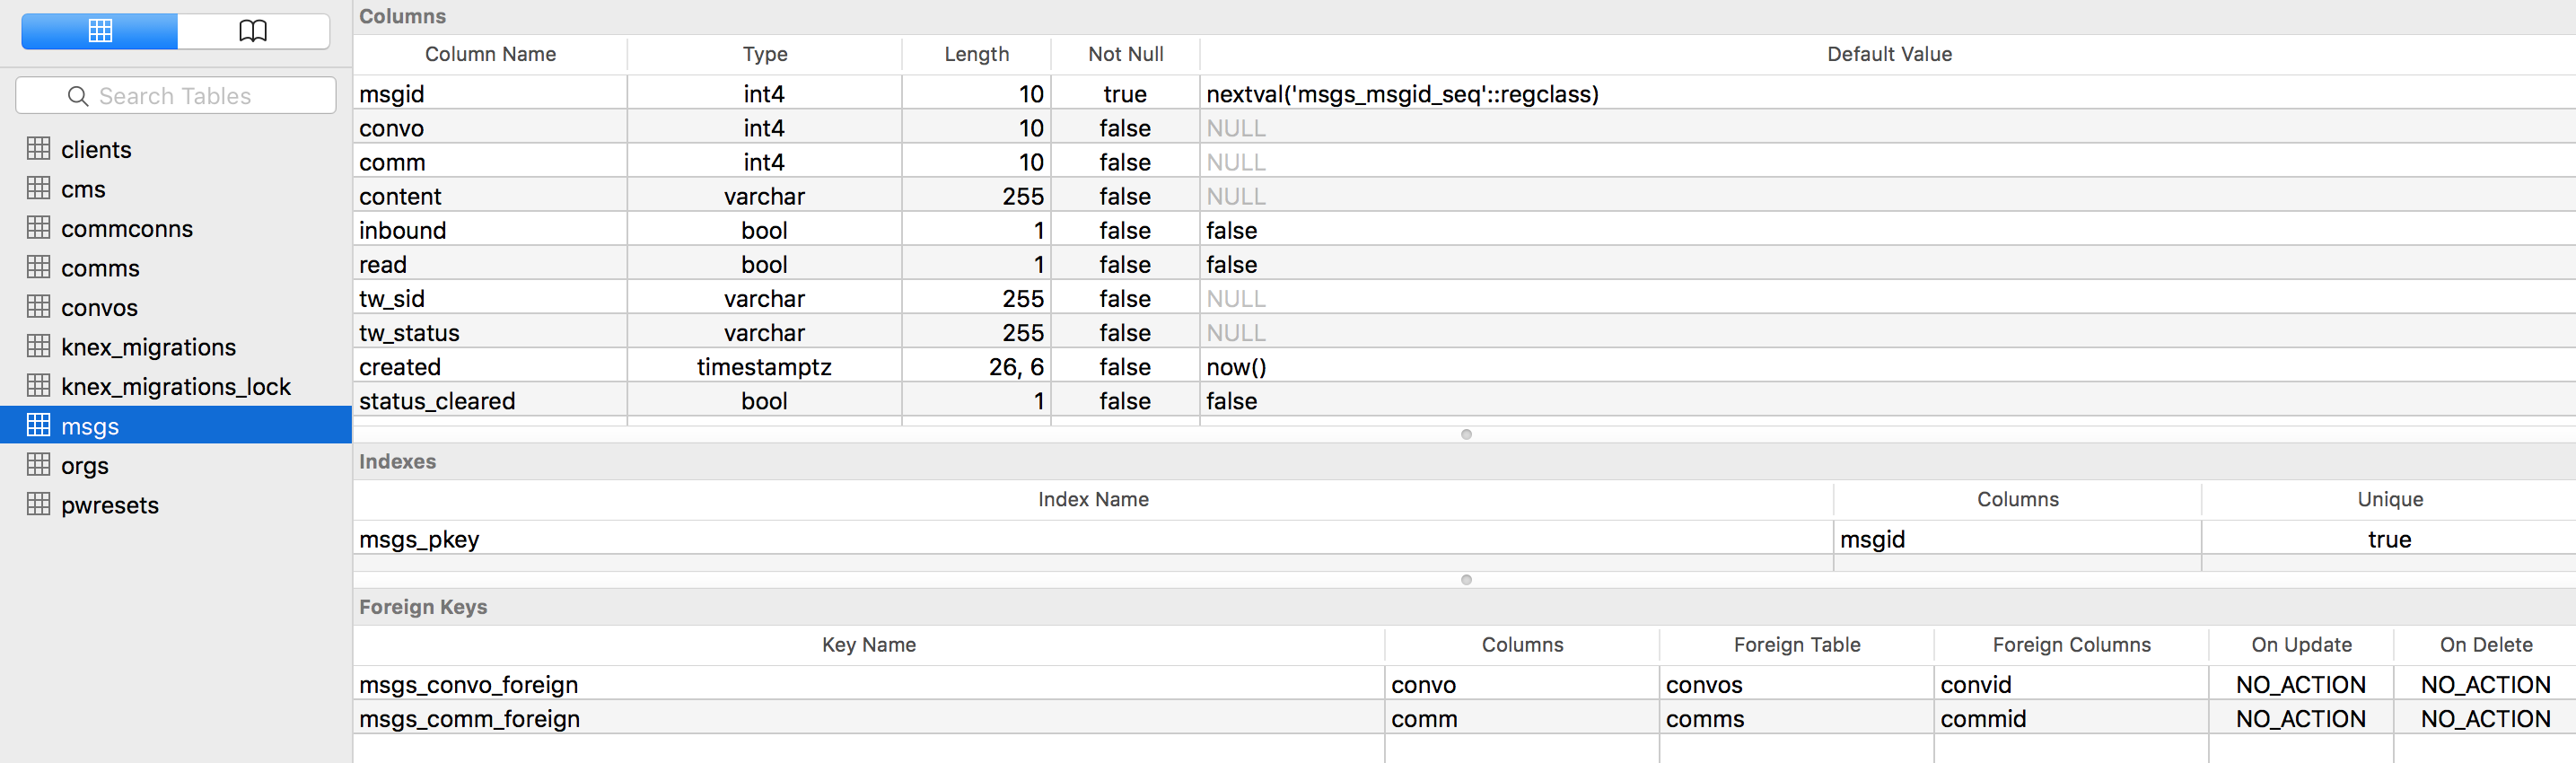 Search Tables
clients
cms
commconns
comms
convos
knex_migrations
knex_migrations_lock
msgs
orgs
pwresets
Columns
Column Name Type Length Not Null Default Value
msgid int4 10 true nextval('msgs_msgid_seq'::regclass)
convo int4 10 false NULL
comm int4 10 false NULL
content varchar 255 false NULL
inbound bool 1 false false
read bool 1 false false
tw_sid varchar 255 false NULL
tw_status varchar 255 false NULL
created timestamptz 26, 6 false now()
status_cleared bool 1 false false
Indexes
Index Name Columns Unique
msgs_pkey msgid true
Foreign Keys
Key Name Columns Foreign Table Foreign Columns On Update On Delete
msgs_convo_foreign convo convos convid NO_ACTION NO_ACTION
msgs_comm_foreign comm comms commid NO_ACTION NO_ACTION